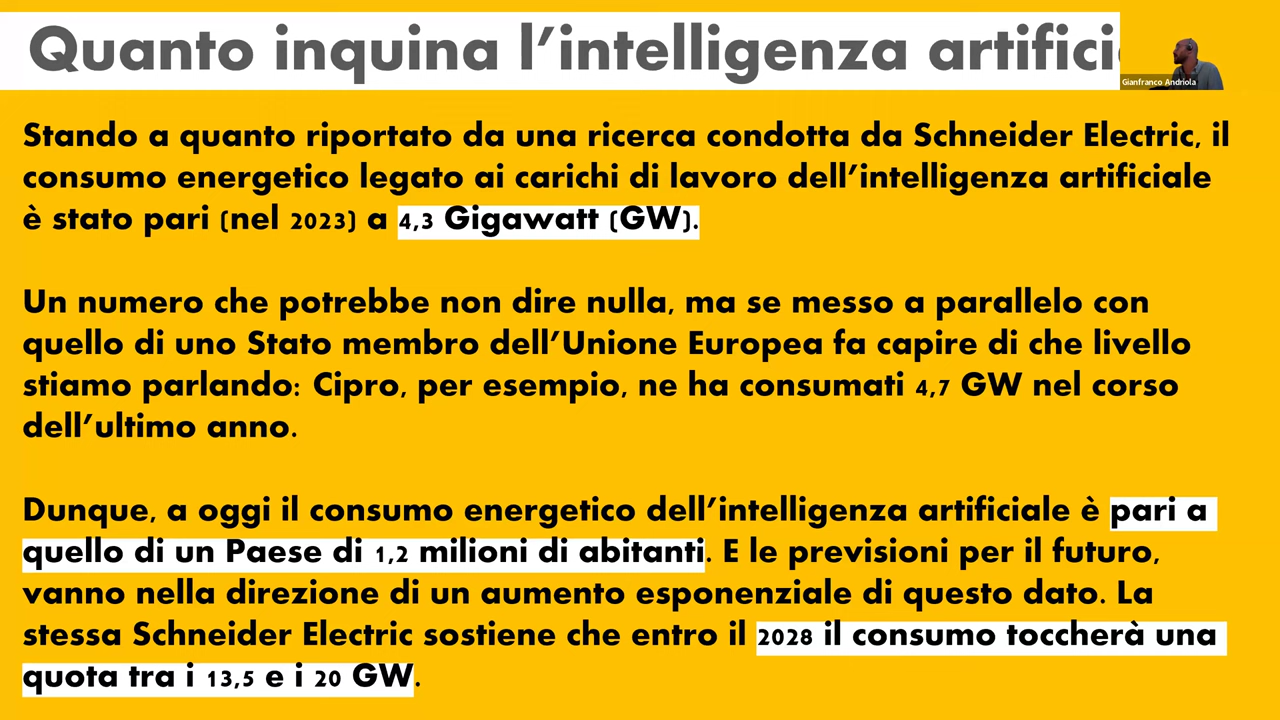 Quanto inquina l'intelligenza artifici
Gianfranco Andriola
Stando a quanto riportato da una ricerca condotta da Schneider Electric, il
consumo energetico legato ai carichi di lavoro dell'intelligenza artificiale
è stato pari (nel 2023) a 4,3 Gigawatt (GW).
Un numero che potrebbe non dire nulla, ma se messo a parallelo con
quello di uno Stato membro dell'Unione Europea fa capire di che livello
stiamo parlando: Cipro, per esempio, ne ha consumati 4,7 GW nel corso
dell'ultimo anno.
Dunque, a oggi il consumo energetico dell'intelligenza artificiale è pari a
quello di un Paese di 1,2 milioni di abitanti. E le previsioni per il futuro,
vanno nella direzione di un aumento esponenziale di questo dato. La
stessa Schneider Electric sostiene che entro il 2028 il consumo toccherà una
quota tra i 13,5 e i 20 GW.